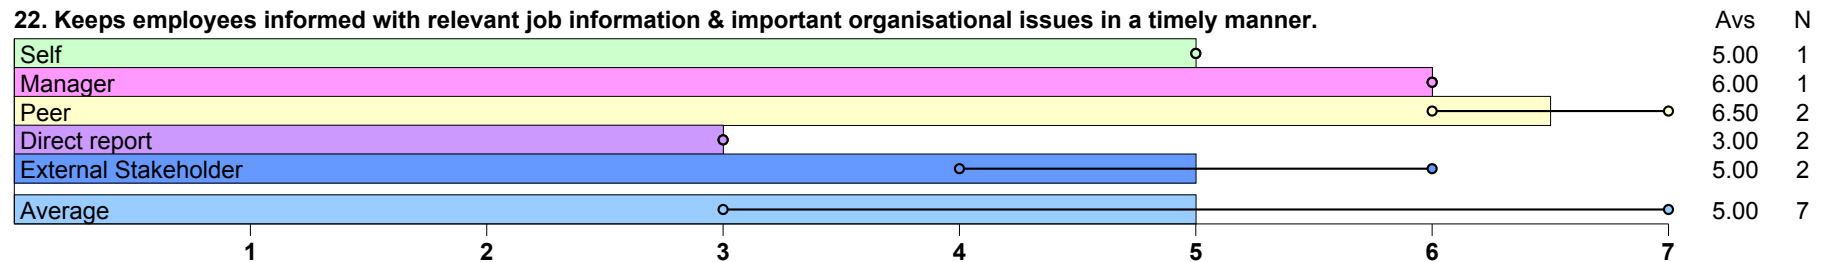 22. Keeps employees informed with relevant job information & important organisational issues in a timely manner. Avs N
Self 5.00 1
Manager 6.00 1
Peer 6.50 2
Direct report 3.00 2
External Stakeholder 5.00 2
Average 5.00 7
1 2 3 4 5 6 7